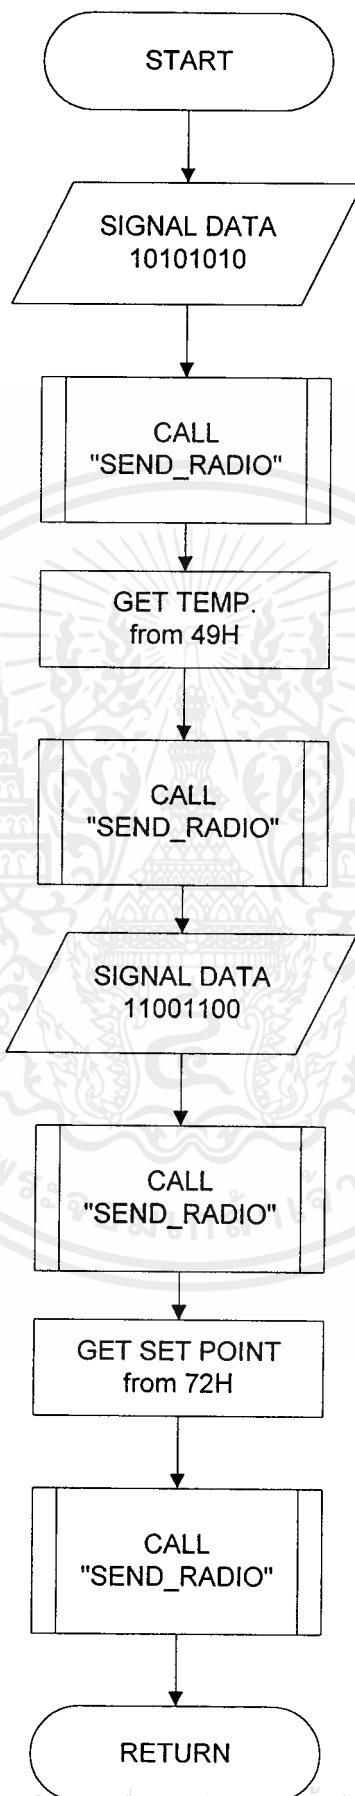 START
SIGNAL DATA
10101010
CALL
"SEND_RADIO"
GET TEMP.
from 49H
CALL
"SEND_RADIO"
SIGNAL DATA
11001100
CALL
"SEND_RADIO"
GET SET POINT
from 72H
CALL
"SEND_RADIO"
RETURN